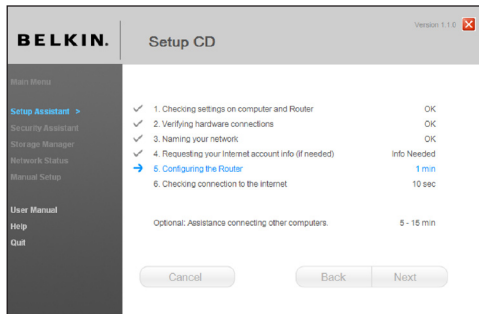 Version 1.1.0
BELKIN.
Setup CD
Main Menu
Setup Assistant >
Security Assistant
Storage Manager
Network Status
Manual Setup
User Manual
Help
Quit
1. Checking settings on computer and Router OK
2. Verifying hardware connections OK
3. Naming your network OK
4. Requesting your Internet account info (if needed) Info Needed
5. Configuring the Router 1 min
6. Checking connection to the internet 10 sec
Optional: Assistance connecting other computers. 5 - 15 min
Cancel
Back
Next